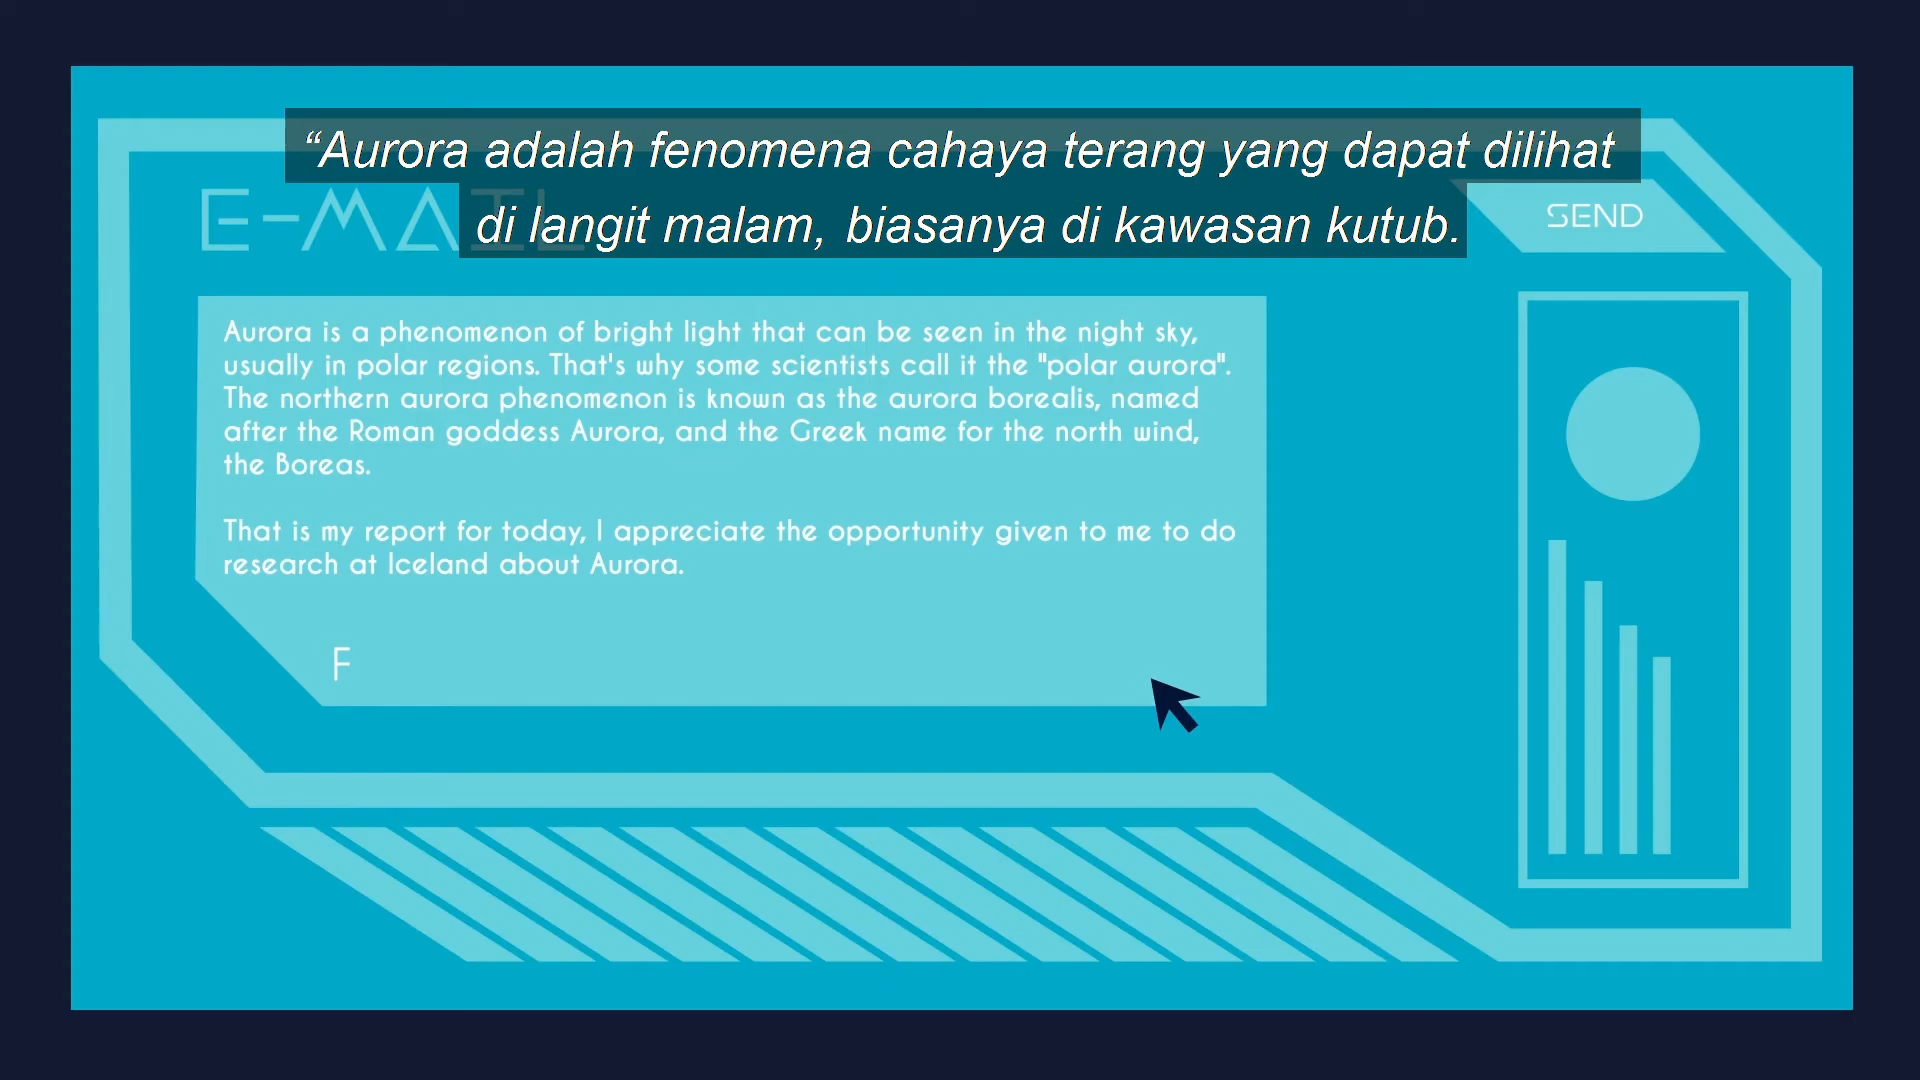 “Aurora adalah fenomena cahaya terang yang dapat dilihat
di langit malam, biasanya di kawasan kutub.
E-MAIL
SEND
Aurora is a phenomenon of bright light that can be seen in the night sky,
usually in polar regions. That's why some scientists call it the "polar aurora".
The northern aurora phenomenon is known as the aurora borealis, named
after the Roman goddess Aurora, and the Greek name for the north wind,
the Boreas.
That is my report for today, I appreciate the opportunity given to me to do
research at Iceland about Aurora.
F